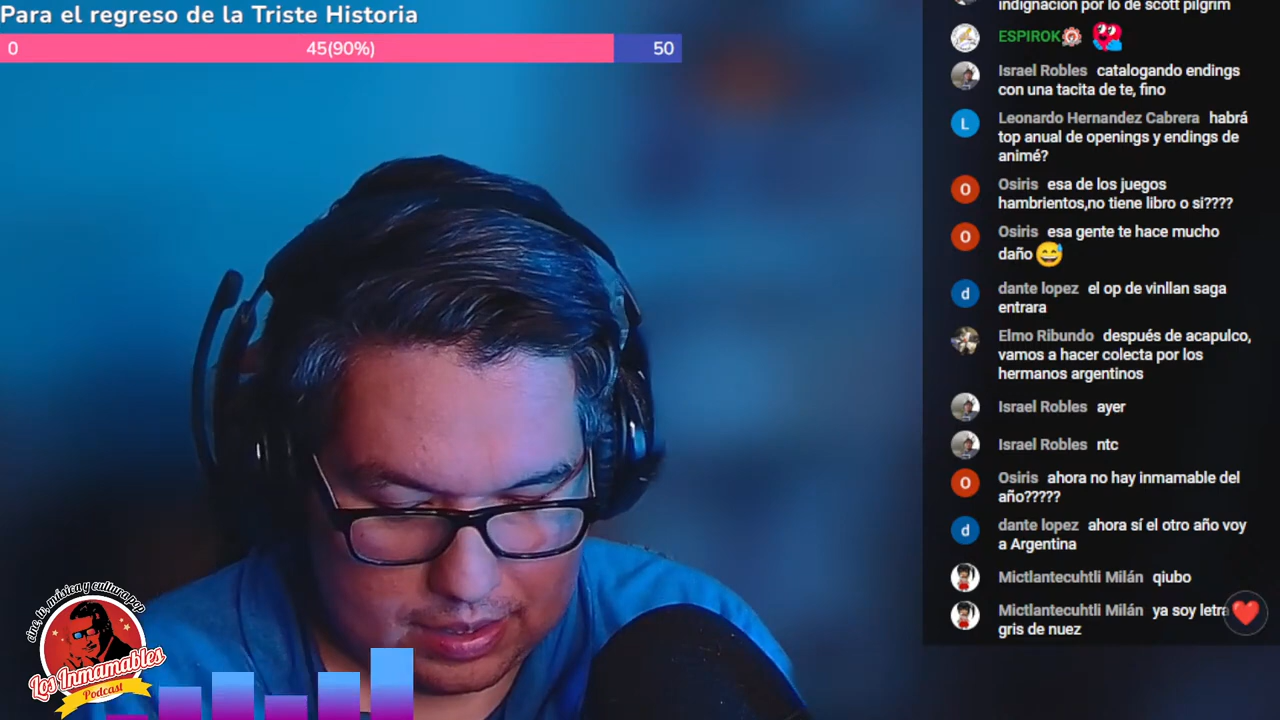 Para el regreso de la Triste Historia
0 45(90%) 50
indignación por lo de scott pilgrim
ESPIROK
Israel Robles catalogando endings
con una tacita de te, fino
L Leonardo Hernandez Cabrera habrá
top anual de openings y endings de
animé?
O Osiris esa de los juegos
hambrientos,no tiene libro o si????
O Osiris esa gente te hace mucho
daño
d dante lopez el op de vinllan saga
entrara
Elmo Ribundo después de acapulco,
vamos a hacer colecta por los
hermanos argentinos
Israel Robles ayer
Israel Robles ntc
O Osiris ahora no hay inmamable del
año?????
d dante lopez ahora sí el otro año voy
a Argentina
Mictlantecuhtli Milán qiubo
Mictlantecuhtli Milán ya soy letra
gris de nuez
cine, tv, música y cultura pop
Los Inmamables
Podcast